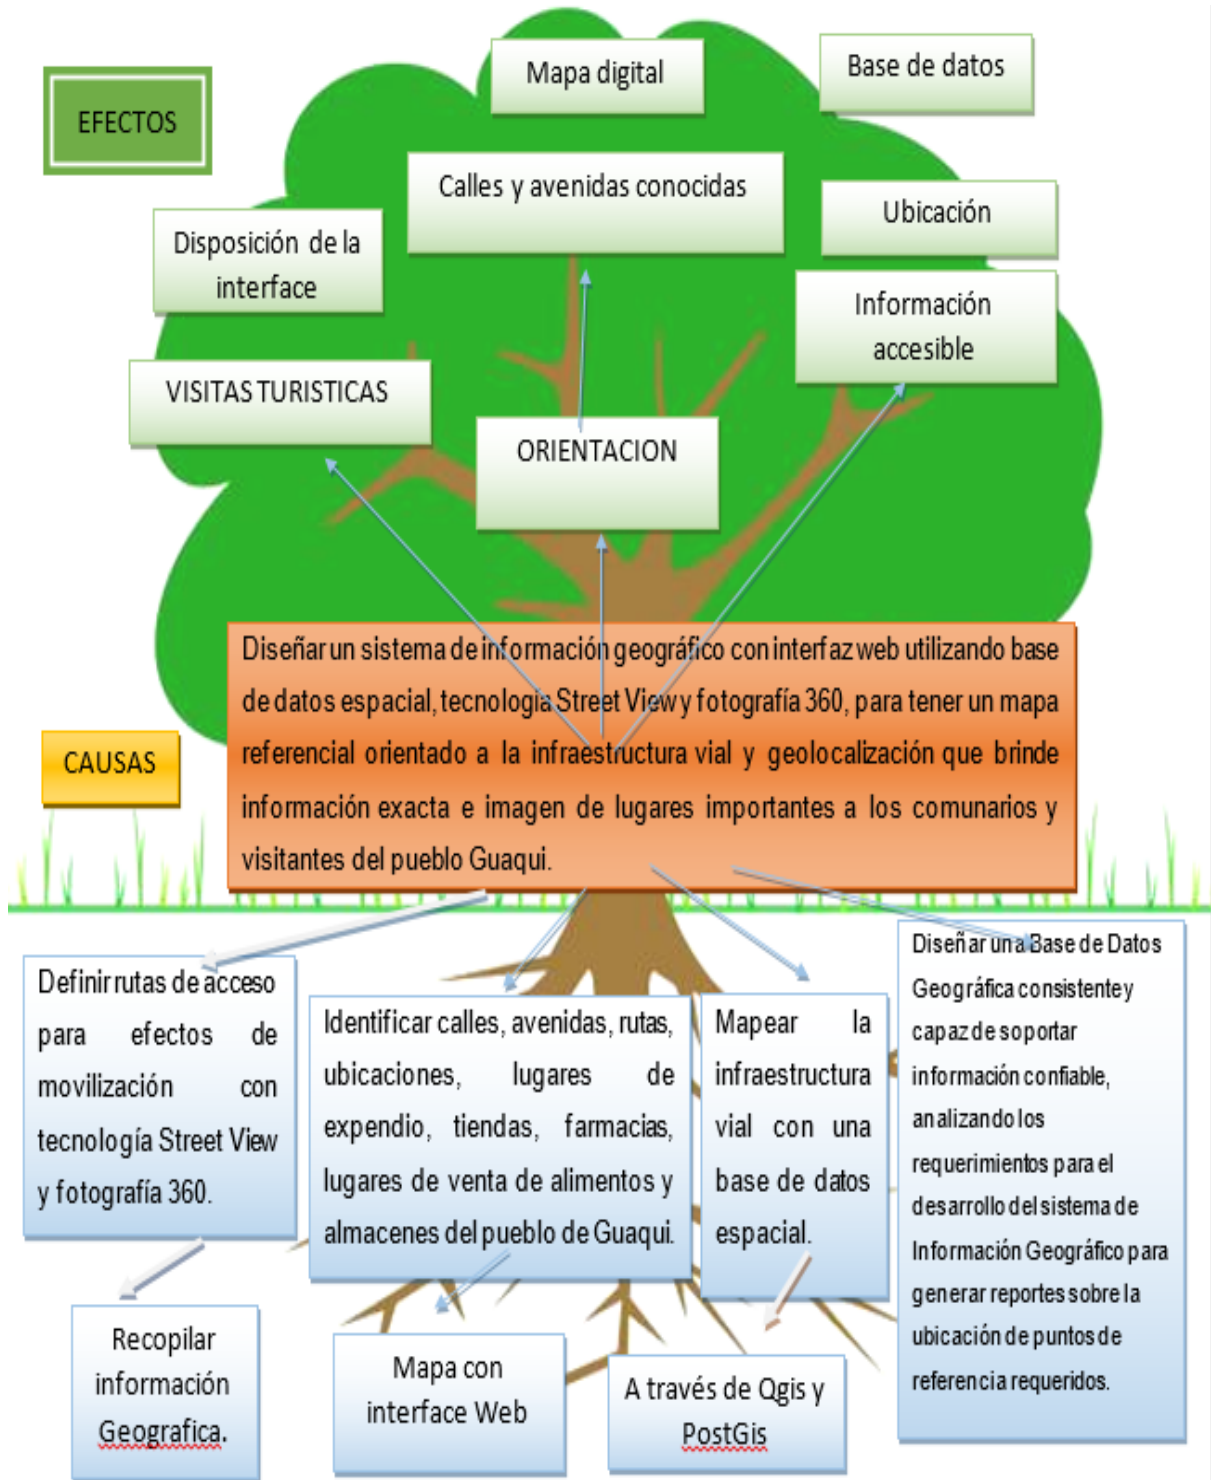 Mapa digital
Base de datos
EFECTOS
Calles y avenidas conocidas
Ubicación
Disposición de la
interface
Información
accesible
VISITAS TURISTICAS
ORIENTACION
Diseñar un sistema de información geográfico con interfaz web utilizando base
de datos espacial, tecnología Street View y fotografía 360, para tener un mapa
referencial orientado a la infraestructura vial y geolocalización que brinde
información exacta e imagen de lugares importantes a los comunarios y
visitantes del pueblo Guaqui.
CAUSAS
Definir rutas de acceso
para efectos de
movilización con
tecnología Street View
y fotografía 360.
Identificar calles, avenidas, rutas,
ubicaciones, lugares de
expendio, tiendas, farmacias,
lugares de venta de alimentos y
almacenes del pueblo de Guaqui.
Mapear la
infraestructura
vial con una
base de datos
espacial.
Diseñar una Base de Datos
Geográfica consistente y
capaz de soportar
información confiable,
analizando los
requerimientos para el
desarrollo del sistema de
Información Geográfico para
generar reportes sobre la
ubicación de puntos de
referencia requeridos.
Recopilar
información
Geografica.
Mapa con
interface Web
A través de Qgis y
PostGis